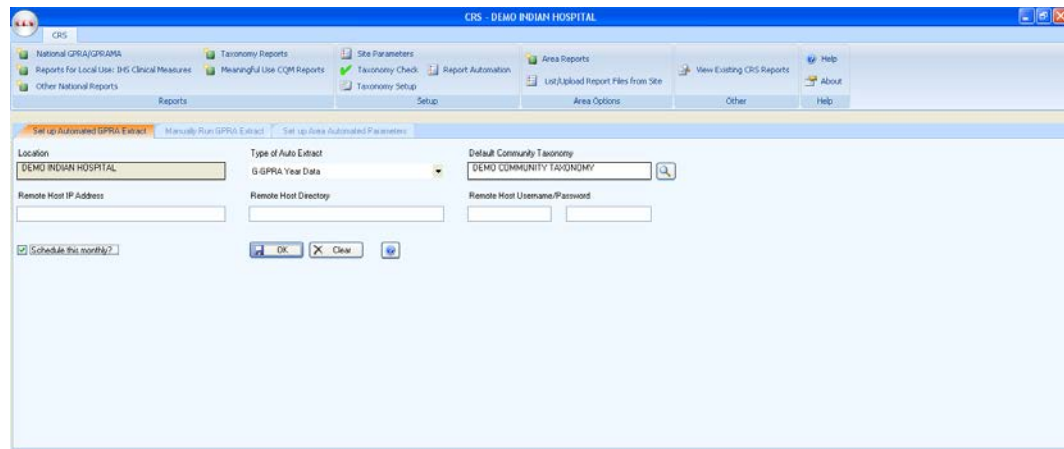 CRS - DEMO INDIAN HOSPITAL
CRS
CRS
National GPRA/GPRAMA
Reports for Local Use: IHS Clinical Measures
Other National Reports
Taxonomy Reports
Meaningful Use CQM Reports
Reports
Site Parameters
Taxonomy Check
Taxonomy Setup
Report Automation
Setup
Area Reports
List/Upload Report Files from Site
Area Options
View Existing CRS Reports
Other
Help
About
Help
Set up Automated GPRA Extract
Manually Run GPRA Extract
Set up Area Automated Parameters
Location
Type of Auto Extract
Default Community Taxonomy
DEMO INDIAN HOSPITAL
G-GPRA Year Data
DEMO COMMUNITY TAXONOMY
Remote Host IP Address
Remote Host Directory
Remote Host Username/Password
Schedule this monthly?
OK
Clear